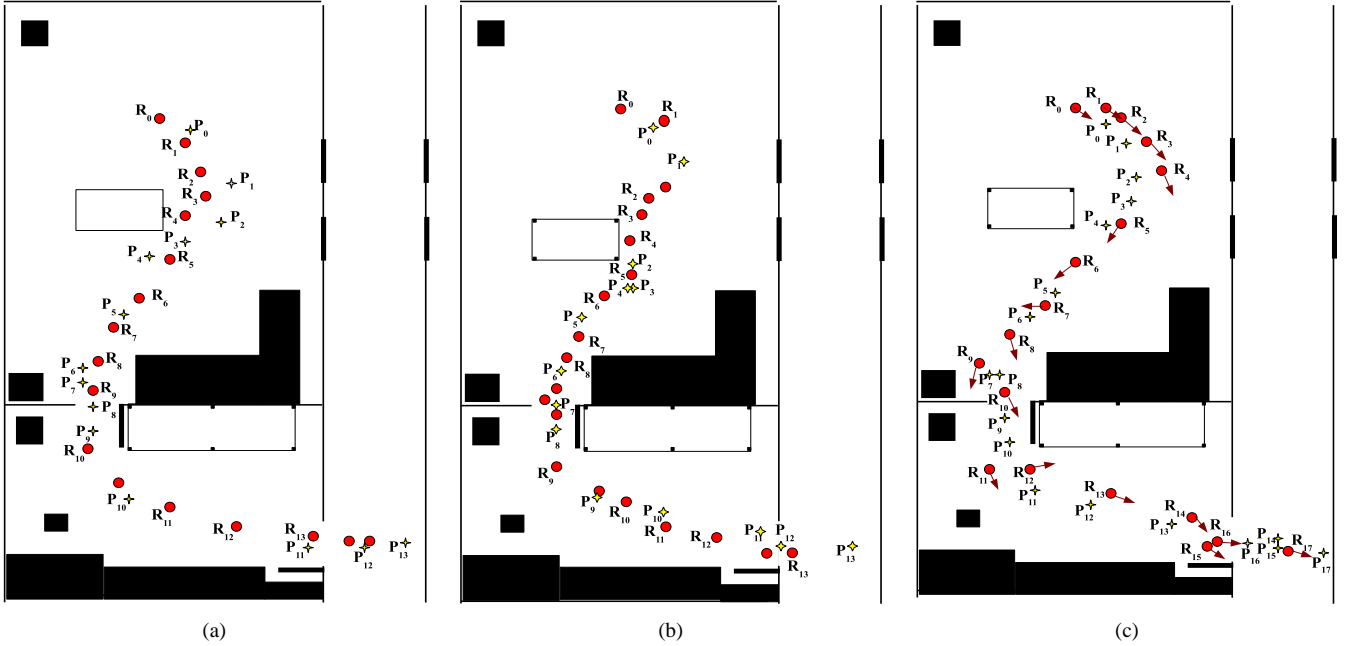 R0
P0
R1
R2
P1
R3
R4
P2
P3
P4
R5
R6
P5
R7
R8
P6
P7
R9
P8
P9
R10
P10
R11
R12
R13
P11
P12
P13
(a)
R0
R1
P0
P1
R2
R3
R4
P2
R5
P4
P3
R6
P5
R7
R8
P6
P7
P8
R9
P9
R10
P10
R11
R12
P11
P12
R13
P13
(b)
R0
R1
R2
P0
P1
R3
R4
P2
P3
P4
R5
R6
P5
R7
P6
R8
R9
P7
P8
R10
P9
P10
R11
R12
P11
R13
P12
R14
P13
R16
P14
R15
P16
P15
R17
P17
(c)